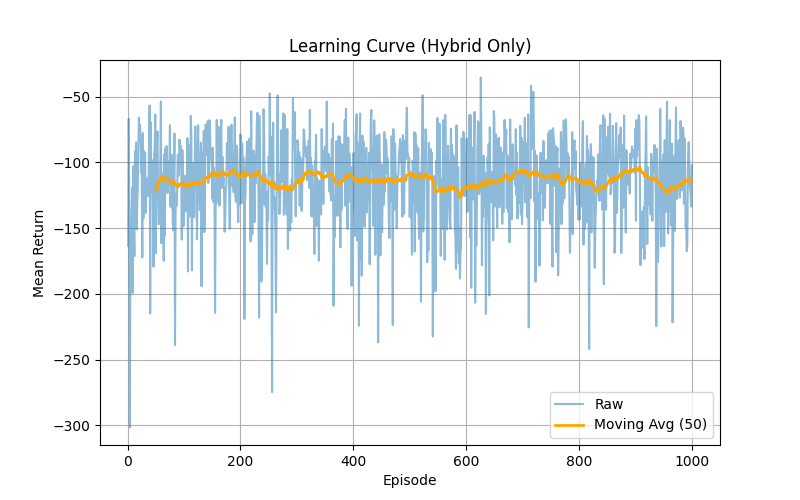 Learning Curve (Hybrid Only)
Mean Return
−50
−100
−150
−200
−250
−300
0
200
400
600
800
1000
Episode
Raw
Moving Avg (50)